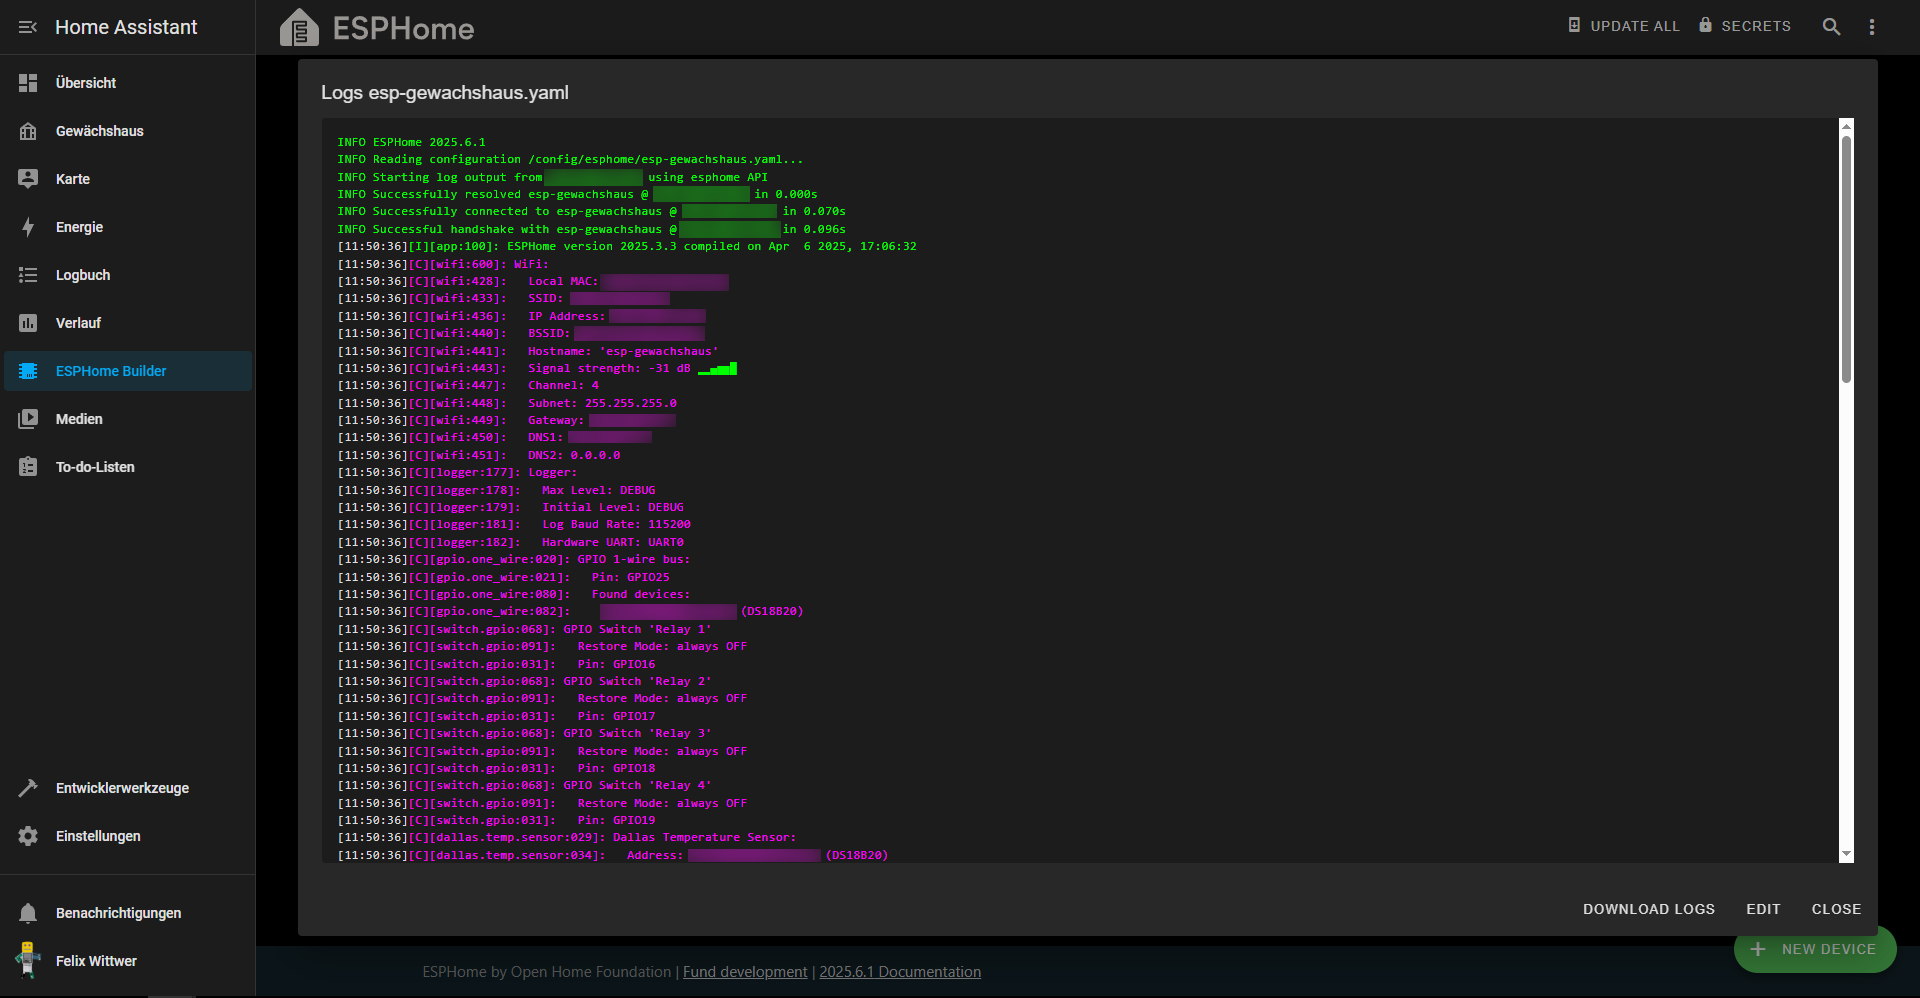 Home Assistant
Übersicht
Gewächshaus
Karte
Energie
Logbuch
Verlauf
ESPHome Builder
Medien
To-do-Listen
Entwicklerwerkzeuge
Einstellungen
Benachrichtigungen
Felix Wittwer
ESPHome
UPDATE ALL
SECRETS
Logs esp-gewachshaus.yaml
INFO ESPHome 2025.6.1
INFO Reading configuration /config/esphome/esp-gewachshaus.yaml...
INFO Starting log output from using esphome API
INFO Successfully resolved esp-gewachshaus @ in 0.000s
INFO Successfully connected to esp-gewachshaus @ in 0.070s
INFO Successful handshake with esp-gewachshaus @ in 0.096s
[11:50:36][I][app:100]: ESPHome version 2025.3.3 compiled on Apr  6 2025, 17:06:32
[11:50:36][C][wifi:600]: WiFi:
[11:50:36][C][wifi:428]:   Local MAC:
[11:50:36][C][wifi:433]:   SSID:
[11:50:36][C][wifi:436]:   IP Address:
[11:50:36][C][wifi:440]:   BSSID:
[11:50:36][C][wifi:441]:   Hostname: 'esp-gewachshaus'
[11:50:36][C][wifi:443]:   Signal strength: -31 dB ▂▄▆█
[11:50:36][C][wifi:447]:   Channel: 4
[11:50:36][C][wifi:448]:   Subnet: 255.255.255.0
[11:50:36][C][wifi:449]:   Gateway:
[11:50:36][C][wifi:450]:   DNS1:
[11:50:36][C][wifi:451]:   DNS2: 0.0.0.0
[11:50:36][C][logger:177]: Logger:
[11:50:36][C][logger:178]:   Max Level: DEBUG
[11:50:36][C][logger:179]:   Initial Level: DEBUG
[11:50:36][C][logger:181]:   Log Baud Rate: 115200
[11:50:36][C][logger:182]:   Hardware UART: UART0
[11:50:36][C][gpio.one_wire:020]: GPIO 1-wire bus:
[11:50:36][C][gpio.one_wire:021]:   Pin: GPIO25
[11:50:36][C][gpio.one_wire:080]:   Found devices:
[11:50:36][C][gpio.one_wire:082]:     (DS18B20)
[11:50:36][C][switch.gpio:068]: GPIO Switch 'Relay 1'
[11:50:36][C][switch.gpio:091]:   Restore Mode: always OFF
[11:50:36][C][switch.gpio:031]:   Pin: GPIO16
[11:50:36][C][switch.gpio:068]: GPIO Switch 'Relay 2'
[11:50:36][C][switch.gpio:091]:   Restore Mode: always OFF
[11:50:36][C][switch.gpio:031]:   Pin: GPIO17
[11:50:36][C][switch.gpio:068]: GPIO Switch 'Relay 3'
[11:50:36][C][switch.gpio:091]:   Restore Mode: always OFF
[11:50:36][C][switch.gpio:031]:   Pin: GPIO18
[11:50:36][C][switch.gpio:068]: GPIO Switch 'Relay 4'
[11:50:36][C][switch.gpio:091]:   Restore Mode: always OFF
[11:50:36][C][switch.gpio:031]:   Pin: GPIO19
[11:50:36][C][dallas.temp.sensor:029]: Dallas Temperature Sensor:
[11:50:36][C][dallas.temp.sensor:034]:   Address: (DS18B20)
DOWNLOAD LOGS
EDIT
CLOSE
NEW DEVICE
ESPHome by Open Home Foundation | Fund development | 2025.6.1 Documentation